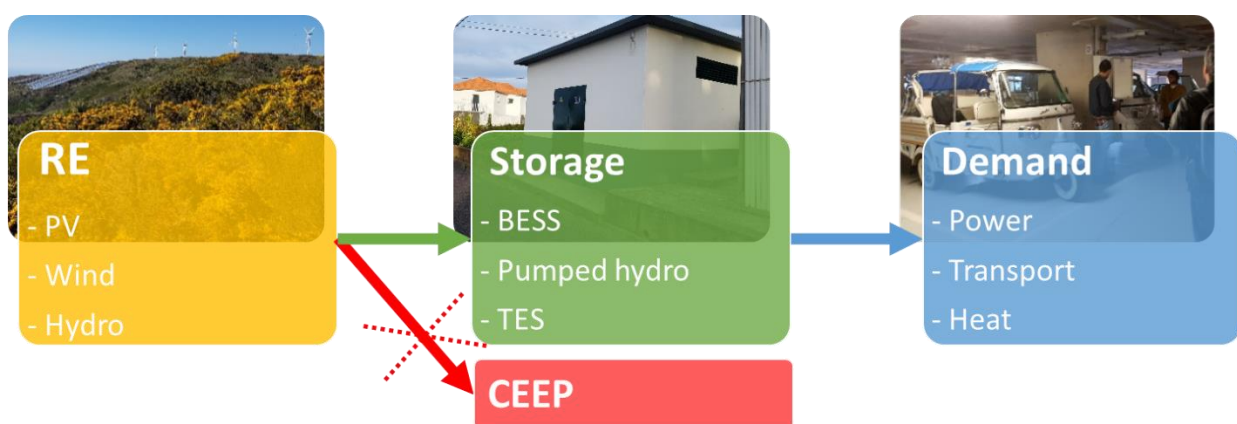 RE
- PV
- Wind
- Hydro
Storage
- BESS
- Pumped hydro
- TES
CEEP
Demand
- Power
- Transport
- Heat